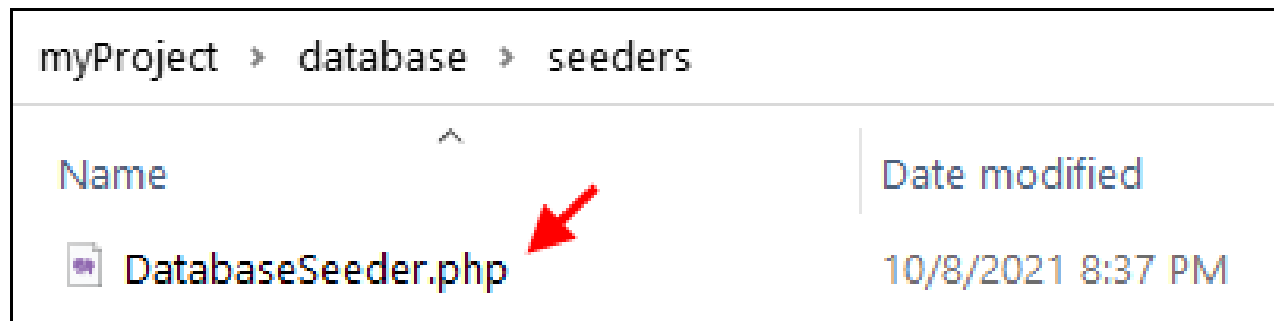 myProject > database > seeders
Name Date modified
DatabaseSeeder.php 10/8/2021 8:37 PM